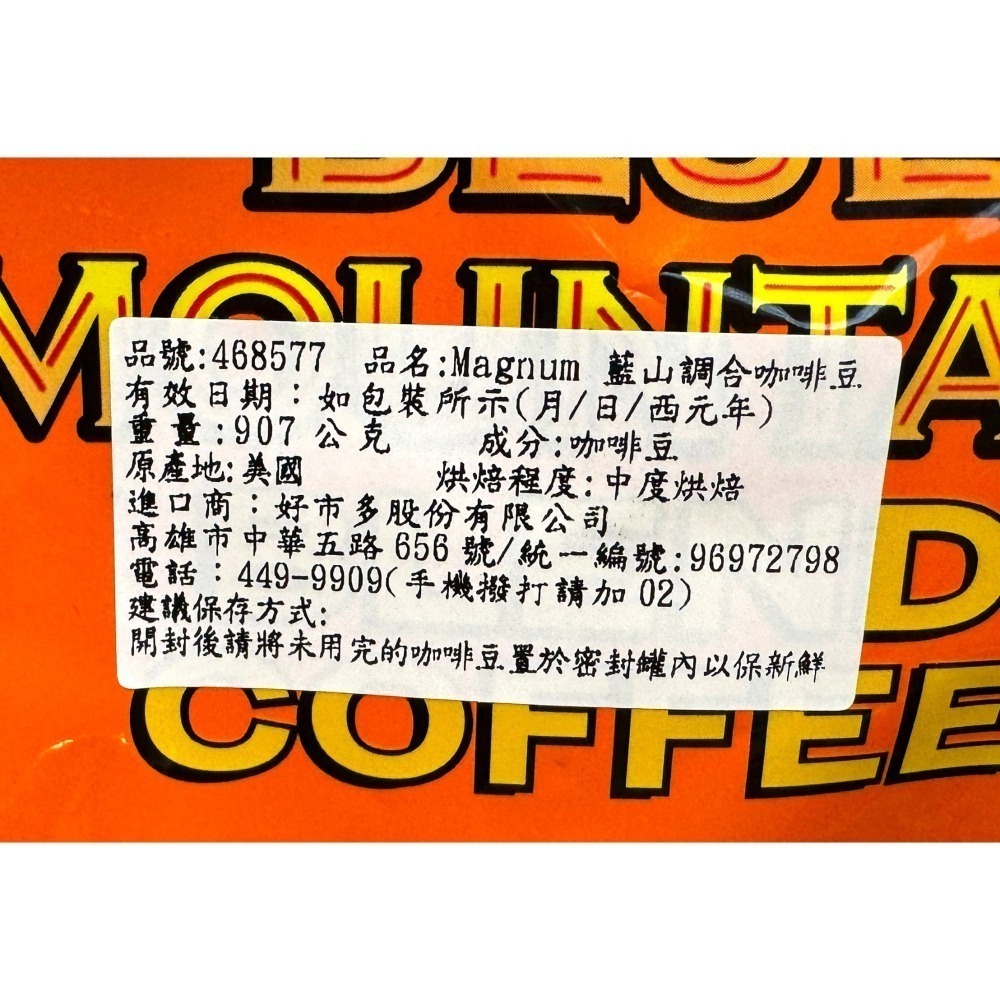 BLUE
MOUNTA
品號:468577 品名:Magnum 藍山調合咖啡豆
有效日期：如包裝所示(月/日/西元年)
重量:907 公克 成分:咖啡豆
原產地:美國 烘焙程度:中度烘焙
進口商：好市多股份有限公司
高雄市中華五路 656 號/統一編號:96972798
電話：449-9909(手機撥打請加 02)
建議保存方式:
開封後請將未用完的咖啡豆置於密封罐內以保新鮮
D
COFFEE